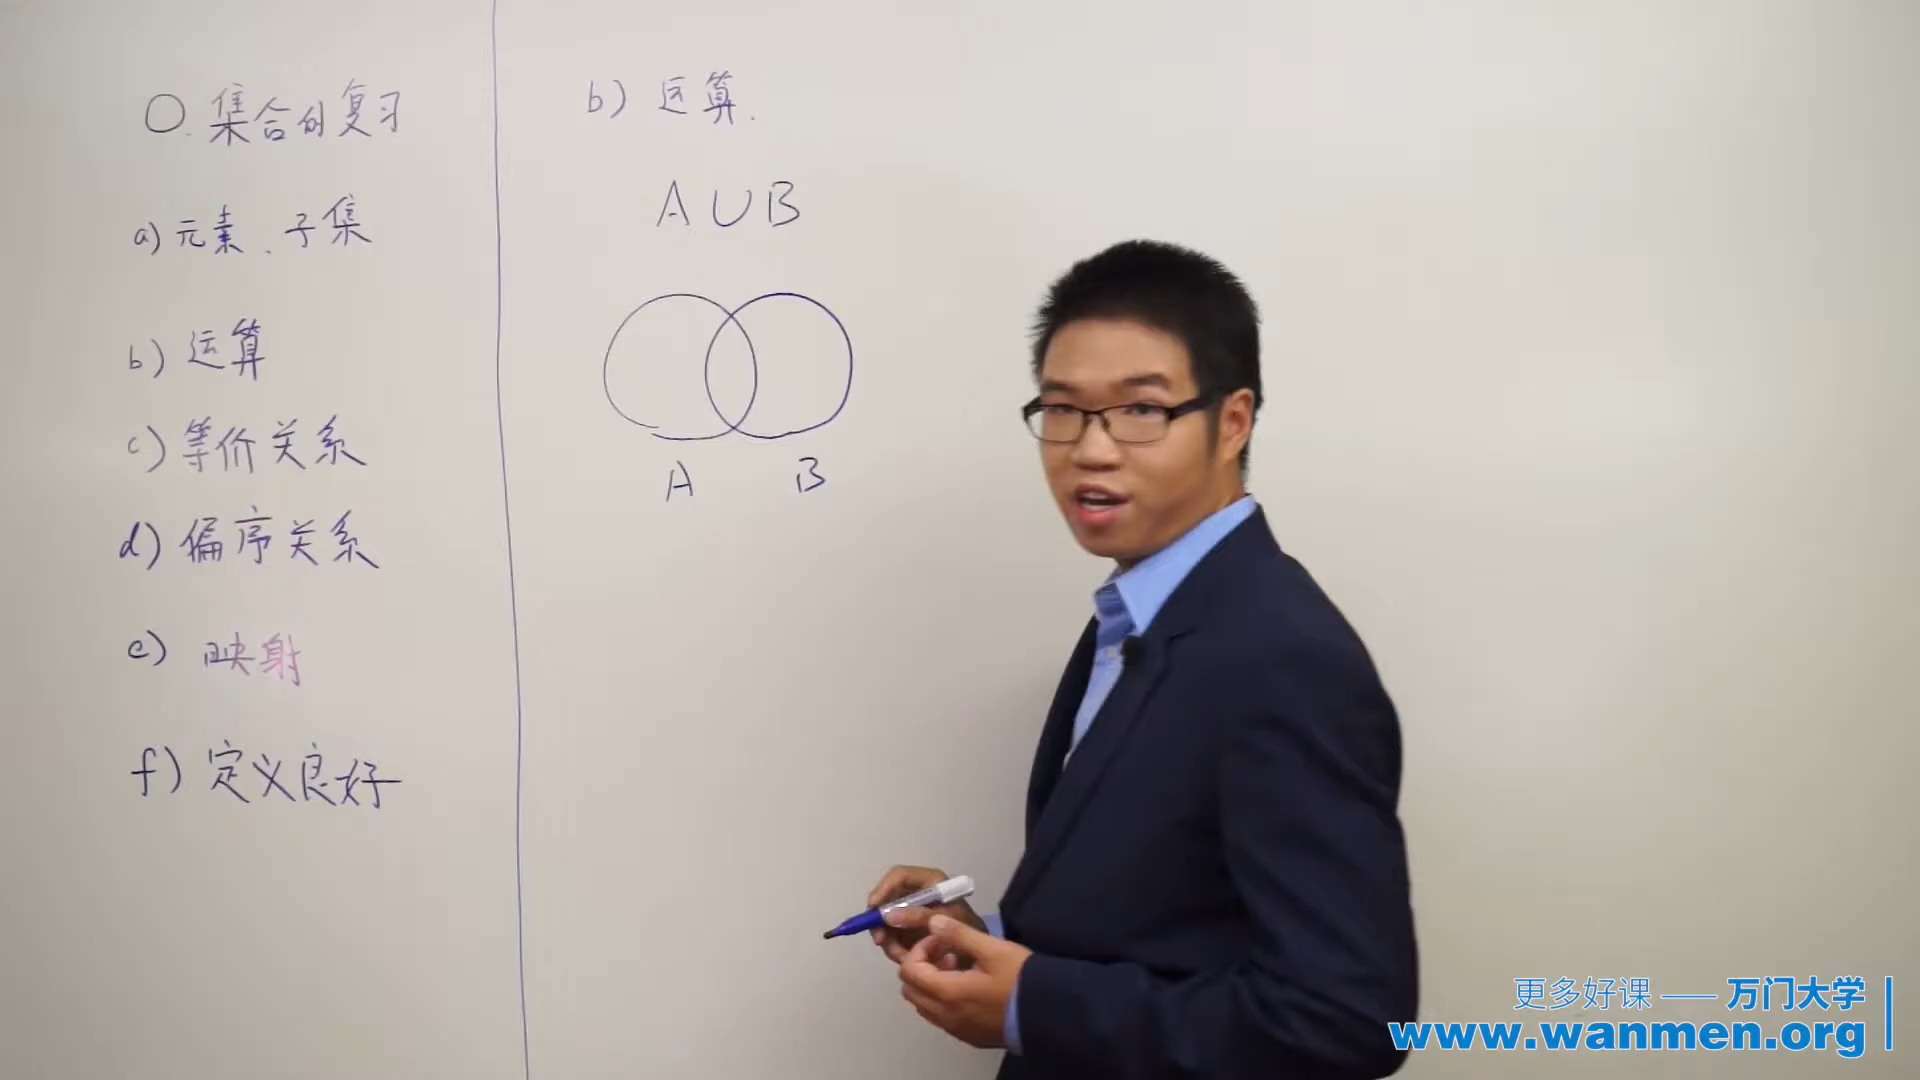 0. 集合的复习
a) 元素、子集
b) 运算
c) 等价关系
d) 偏序关系
e) 映射
f) 定义良好
b) 运算.
A∪B
A B
更多好课 —— 万门大学
www.wanmen.org